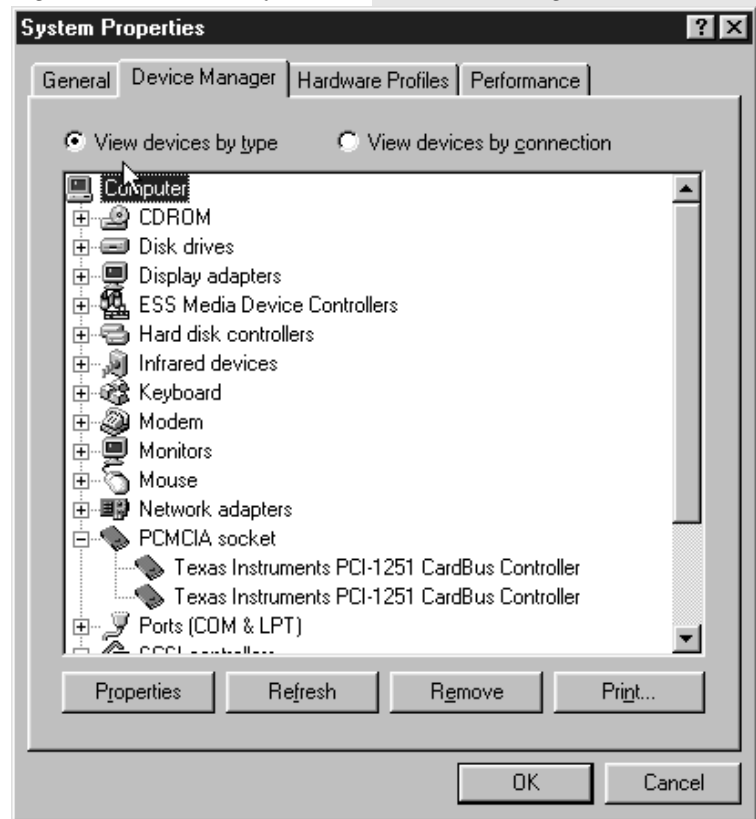 System Properties
General Device Manager Hardware Profiles Performance
View devices by type View devices by connection
Computer
CDROM
Disk drives
Display adapters
ESS Media Device Controllers
Hard disk controllers
Infrared devices
Keyboard
Modem
Monitors
Mouse
Network adapters
PCMCIA socket
Texas Instruments PCI-1251 CardBus Controller
Texas Instruments PCI-1251 CardBus Controller
Ports (COM & LPT)
Properties Refresh Remove Print...
OK Cancel